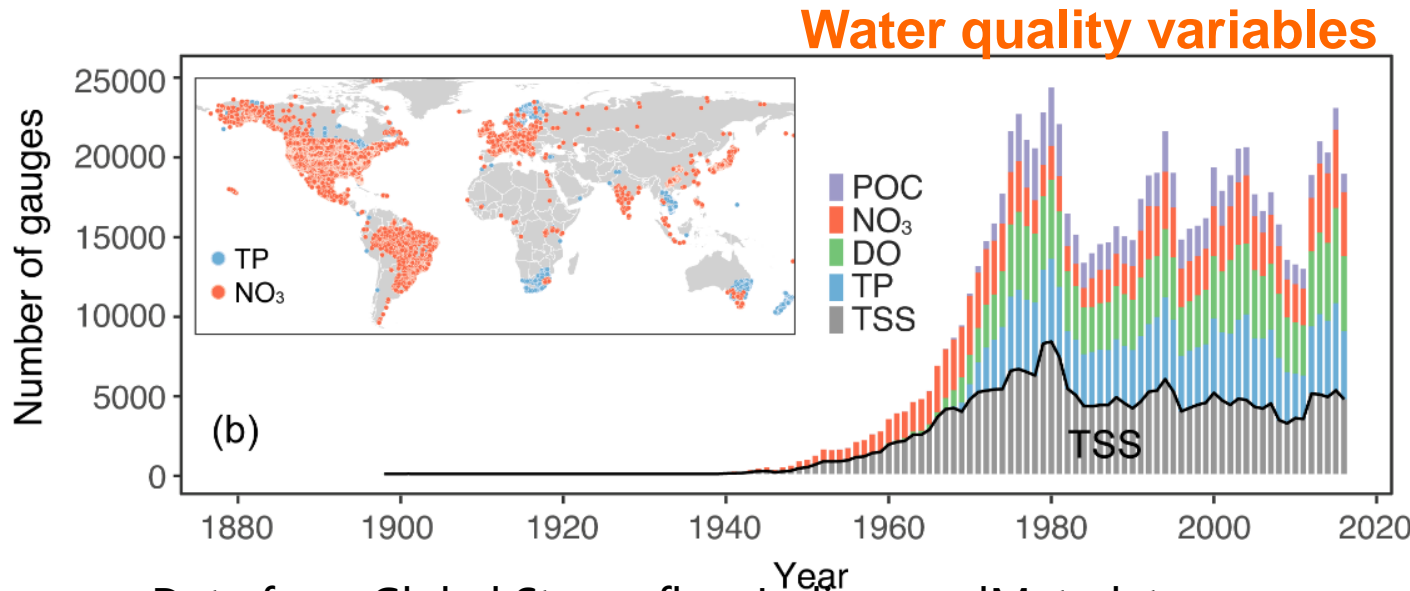 Water quality variables
Number of gauges
25000
20000
15000
10000
5000
0
TP
NO₃
(b)
POC
NO₃
DO
TP
TSS
TSS
1880 1900 1920 1940 1960 1980 2000 2020
Year